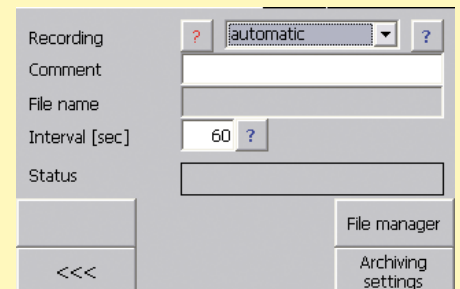 Recording ? automatic ?
Comment
File name
Interval [sec] 60 ?
Status
File manager
<<< Archiving
settings